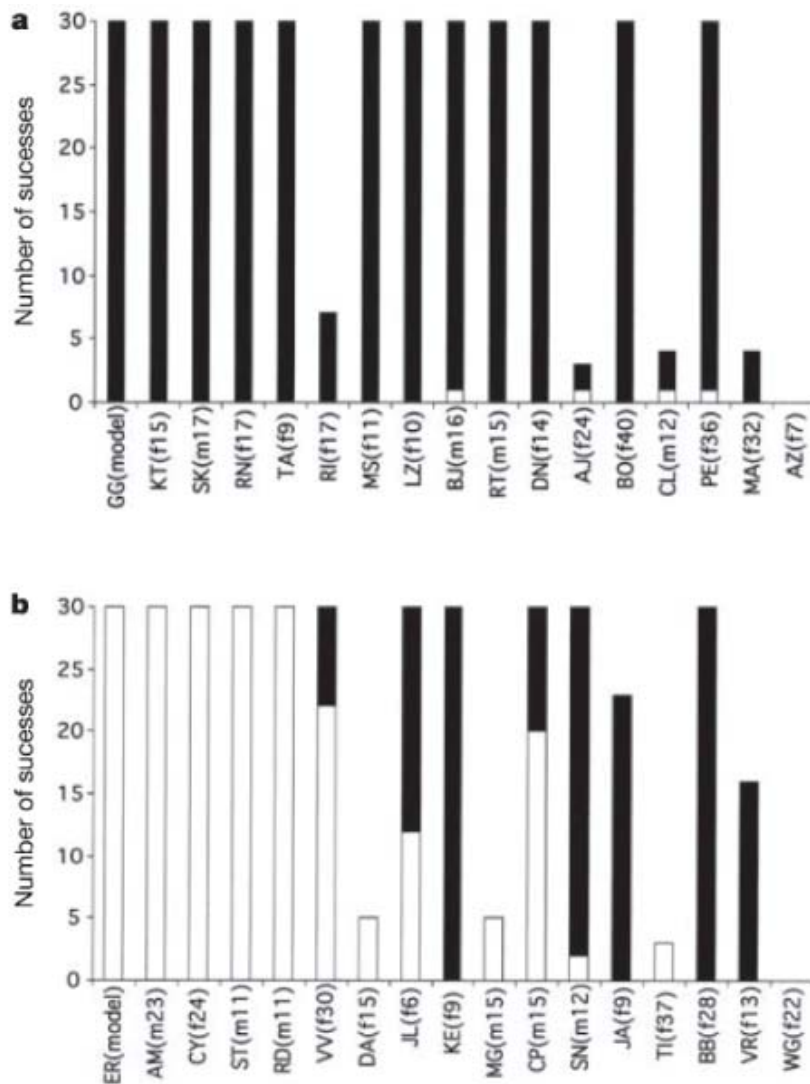 a
Number of sucesses
30
25
20
15
10
5
0
GG(model)
KT(f15)
SK(m17)
RN(f17)
TA(f9)
RI(f17)
MS(f11)
LZ(f10)
BJ(m16)
RT(m15)
DN(f14)
AJ(f24)
BO(f40)
CL(m12)
PE(f36)
MA(f32)
AZ(f7)
b
Number of sucesses
30
25
20
15
10
5
0
ER(model)
AM(m23)
CY(f24)
ST(m11)
RD(m11)
VV(f30)
DA(f15)
JL(f6)
KE(f9)
MG(m15)
CP(m15)
SN(m12)
JA(f9)
TI(f37)
BB(f28)
VR(f13)
WG(f22)